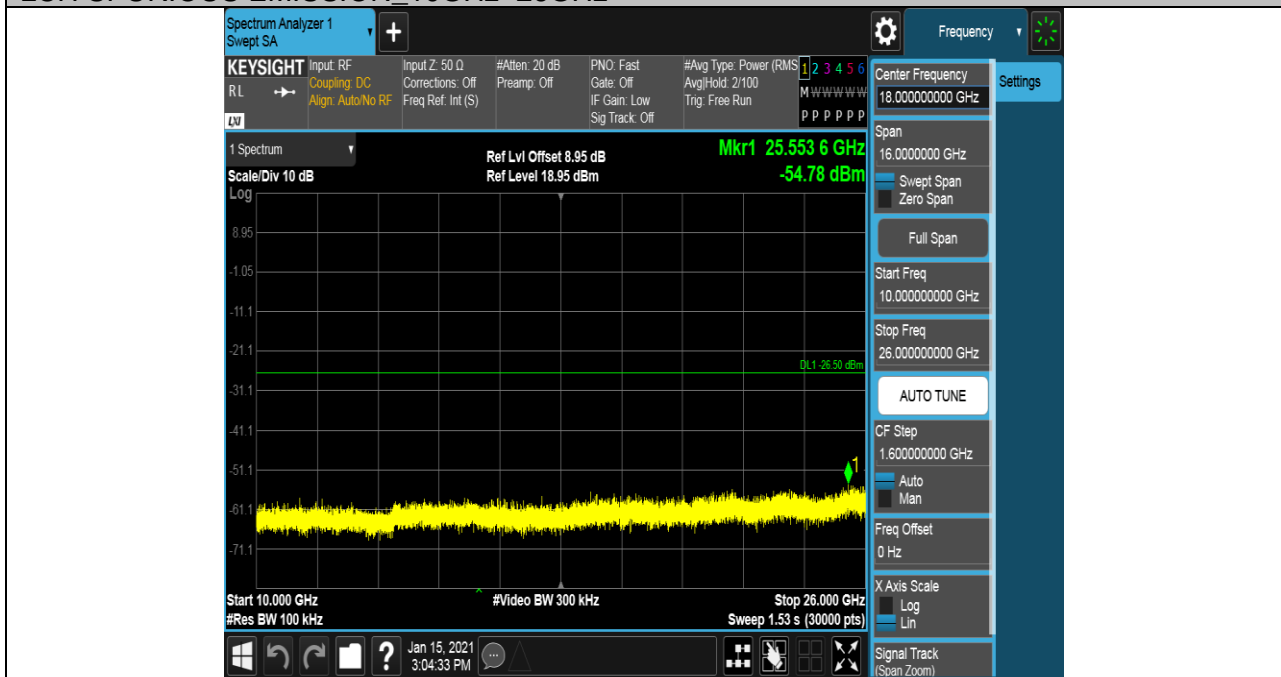 Spectrum Analyzer 1
Swept SA
+
Frequency
KEYSIGHT
RL
LXI
Input: RF
Coupling: DC
Align: Auto/No RF
Input Z: 50 Ω
Corrections: Off
Freq Ref: Int (S)
#Atten: 20 dB
Preamp: Off
PNO: Fast
Gate: Off
IF Gain: Low
Sig Track: Off
#Avg Type: Power (RMS
Avg|Hold: 2/100
Trig: Free Run
1 2 3 4 5 6
M W W W W W
P P P P P P
1 Spectrum
Scale/Div 10 dB
Log
Ref Lvl Offset 8.95 dB
Ref Level 18.95 dBm
Mkr1 25.553 6 GHz
-54.78 dBm
8.95
-1.05
-11.1
-21.1
DL1 -26.50 dBm
-31.1
-41.1
-51.1
1
-61.1
-71.1
Start 10.000 GHz
#Res BW 100 kHz
#Video BW 300 kHz
Stop 26.000 GHz
Sweep 1.53 s (30000 pts)
?
Jan 15, 2021
3:04:33 PM
Center Frequency
18.000000000 GHz
Settings
Span
16.0000000 GHz
Swept Span
Zero Span
Full Span
Start Freq
10.000000000 GHz
Stop Freq
26.000000000 GHz
AUTO TUNE
CF Step
1.600000000 GHz
Auto
Man
Freq Offset
0 Hz
X Axis Scale
Log
Lin
Signal Track
(Span Zoom)